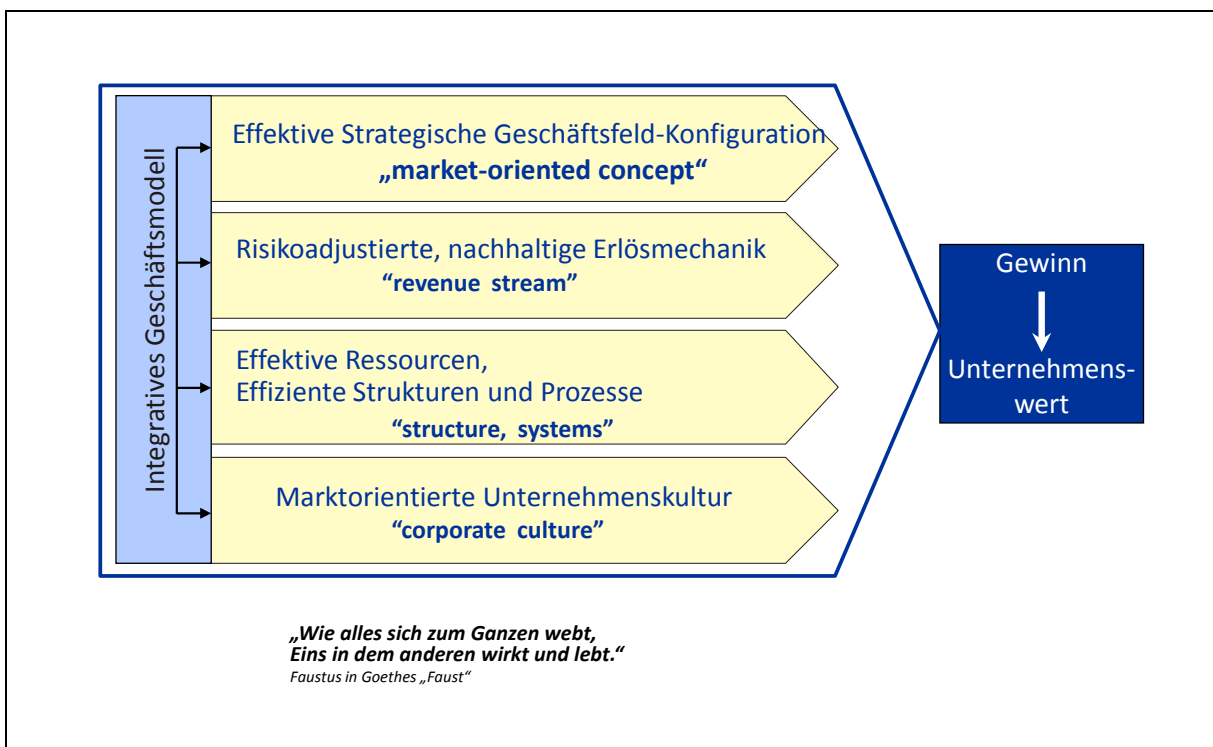 Integratives Geschäftsmodell
Effektive Strategische Geschäftsfeld-Konfiguration
„market-oriented concept“
Risikoadjustierte, nachhaltige Erlösmechanik
“revenue stream”
Effektive Ressourcen,
Effiziente Strukturen und Prozesse
“structure, systems”
Marktorientierte Unternehmenskultur
“corporate culture”
Gewinn
Unternehmens-
wert
„Wie alles sich zum Ganzen webt,
Eins in dem anderen wirkt und lebt.“
Faustus in Goethes „Faust“